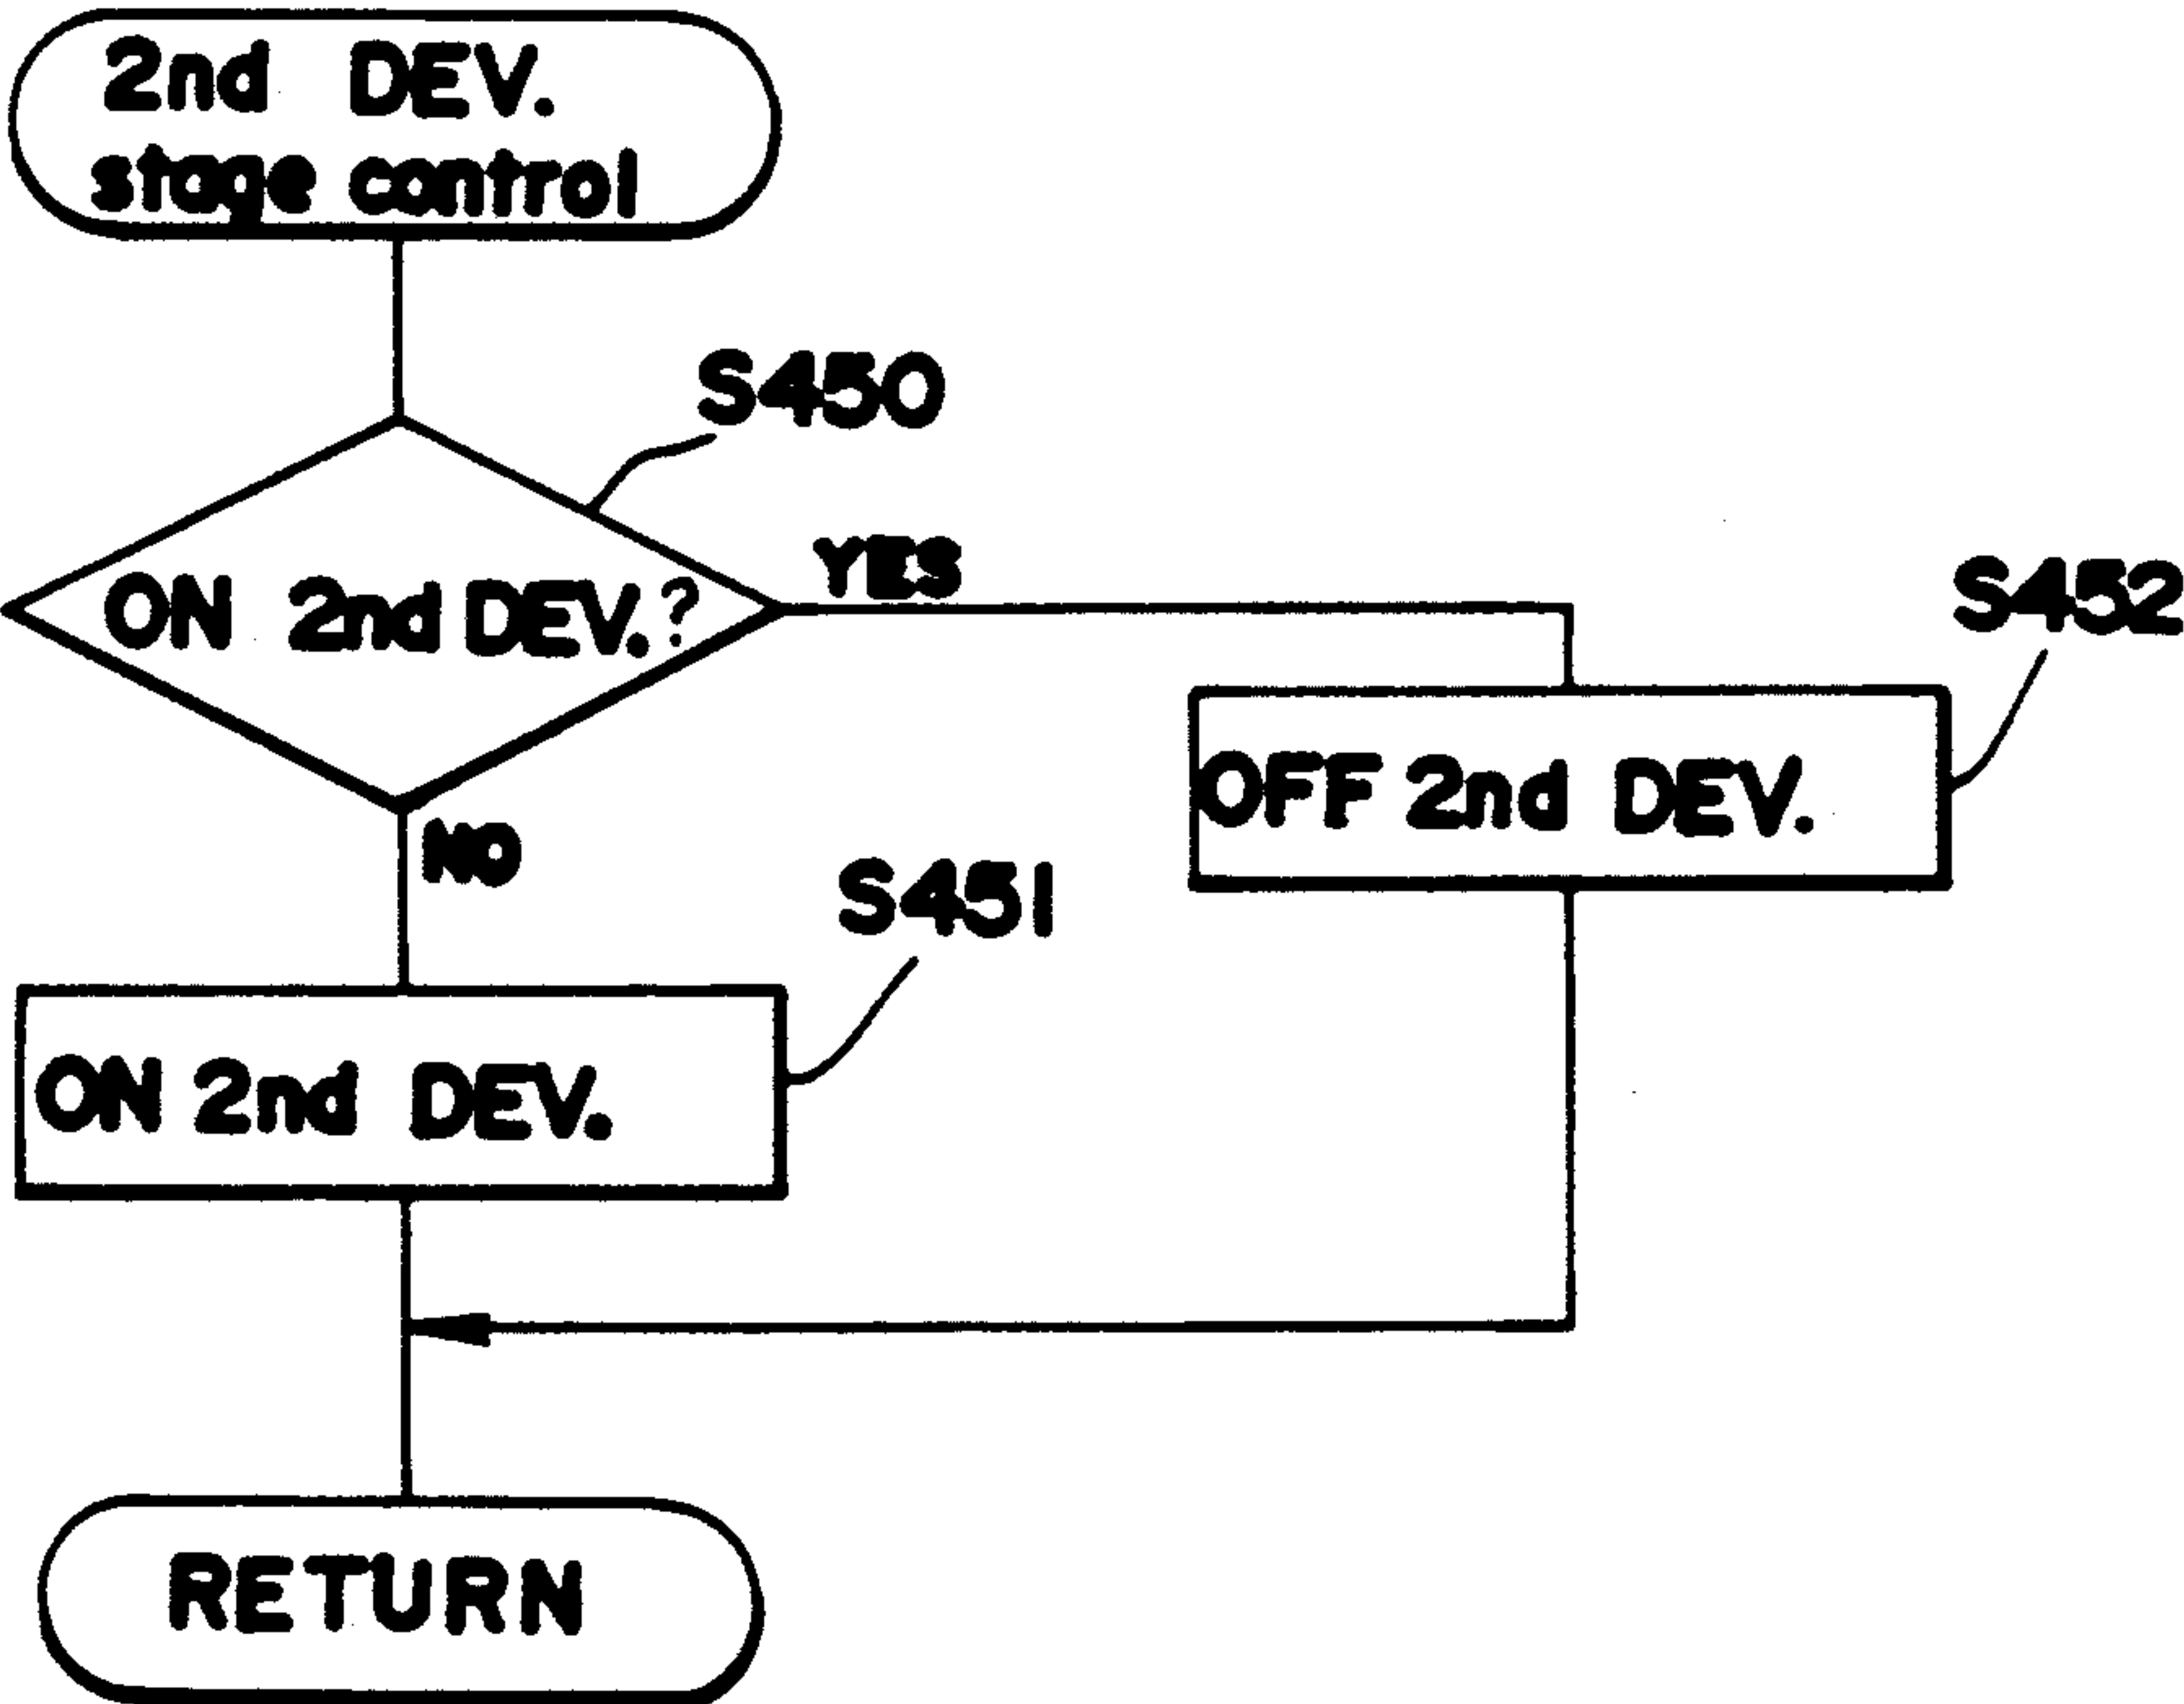 2nd DEV.
stage control
S450
ON 2nd DEV.?
YES
S452
OFF 2nd DEV.
NO
S451
ON 2nd DEV.
RETURN